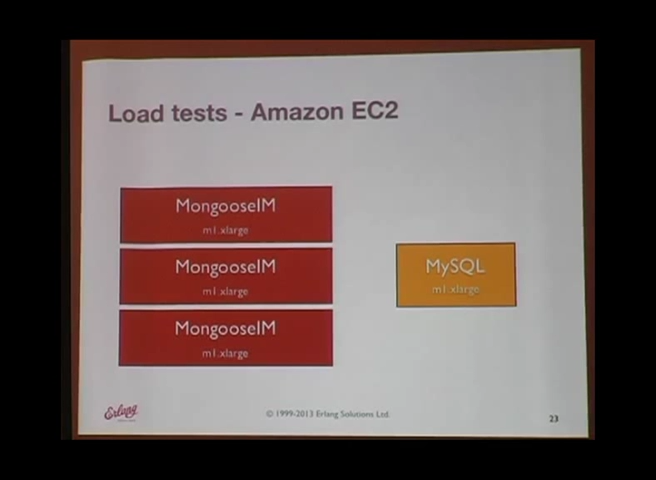 Load tests - Amazon EC2
MongooseIM
m1.xlarge
MongooseIM
m1.xlarge
MongooseIM
m1.xlarge
MySQL
m1.xlarge
Erlang
© 1999-2013 Erlang Solutions Ltd.
23